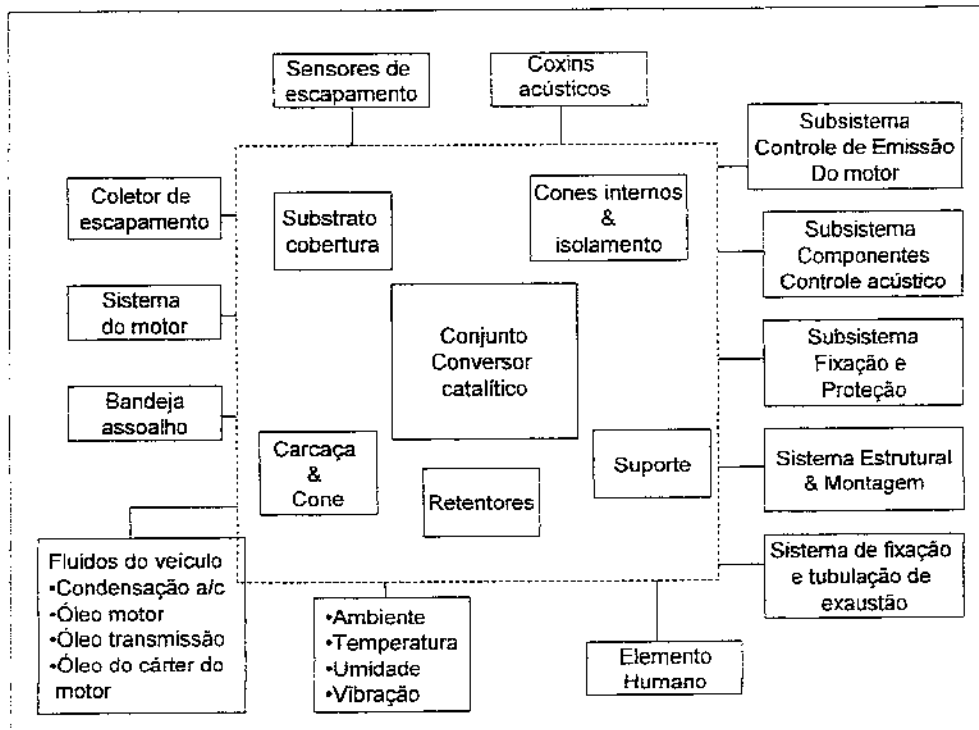 Sensores de
escapamento
Coxins
acústicos
Subsistema
Controle de Emissão
Do motor
Coletor de
escapamento
Substrato
cobertura
Cones internos
&
isolamento
Subsistema
Componentes
Controle acústico
Sistema
do motor
Conjunto
Conversor
catalítico
Subsistema
Fixação e
Proteção
Bandeja
assoalho
Carcaça
&
Cone
Retentores
Suporte
Sistema Estrutural
& Montagem
Fluidos do veículo
•Condensação a/c
•Óleo motor
•Óleo transmissão
•Óleo do cárter do
motor
•Ambiente
•Temperatura
•Umidade
•Vibração
Elemento
Humano
Sistema de fixação
e tubulação de
exaustão